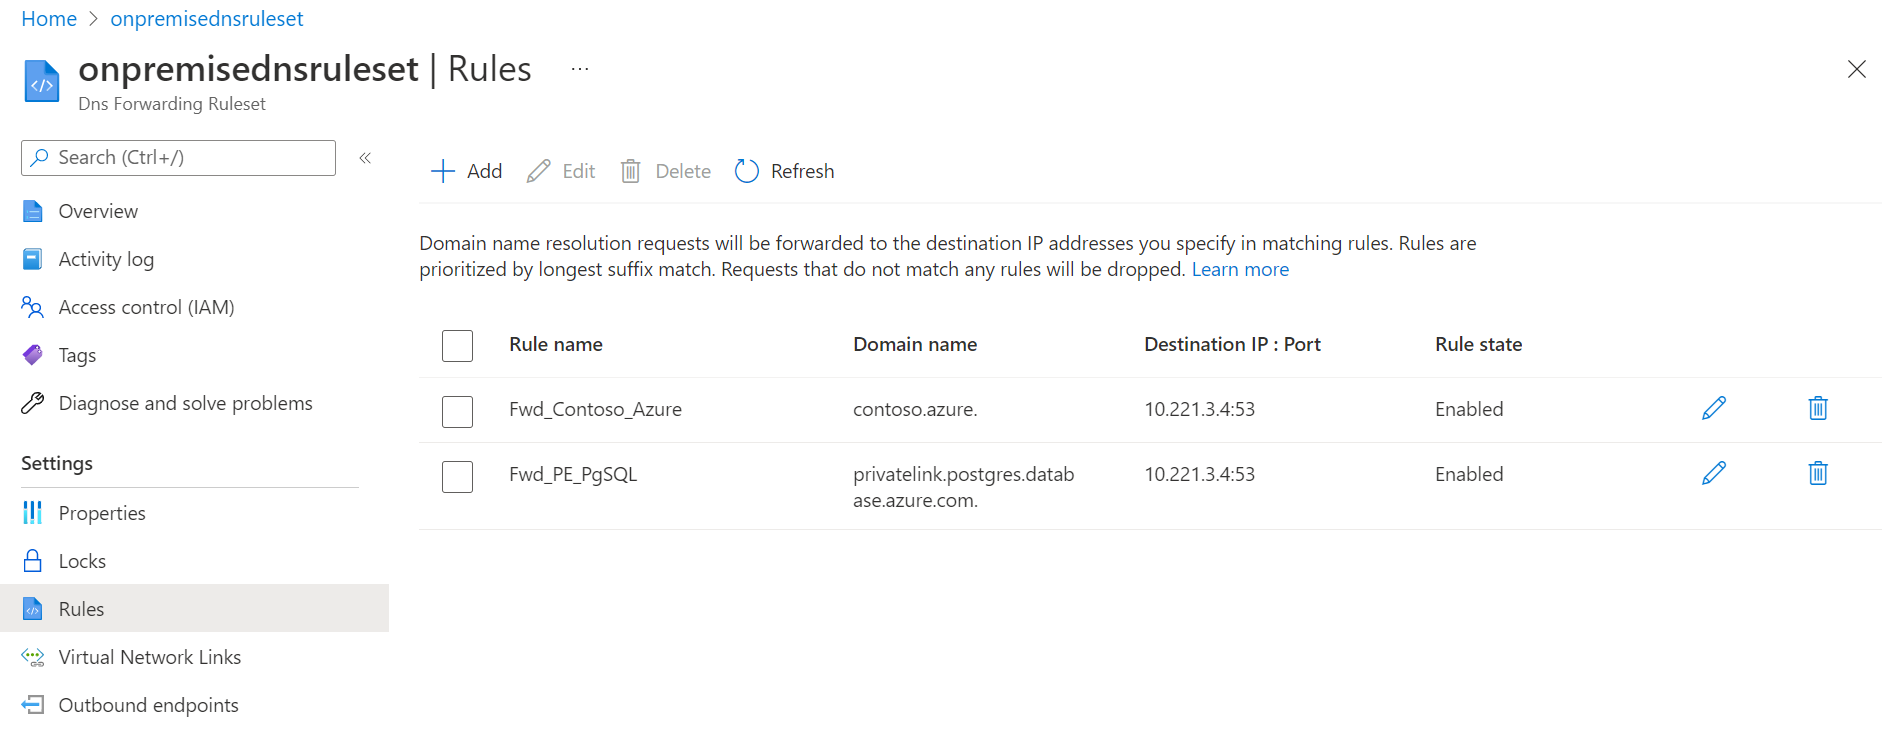 Home > onpremisednsruleset
onpremisednsruleset | Rules ...
Dns Forwarding Ruleset
Search (Ctrl+/) «
Overview
Activity log
Access control (IAM)
Tags
Diagnose and solve problems
Settings
Properties
Locks
Rules
Virtual Network Links
Outbound endpoints
Add Edit Delete Refresh
Domain name resolution requests will be forwarded to the destination IP addresses you specify in matching rules. Rules are
prioritized by longest suffix match. Requests that do not match any rules will be dropped. Learn more
Rule name Domain name Destination IP : Port Rule state
Fwd_Contoso_Azure contoso.azure. 10.221.3.4:53 Enabled
Fwd_PE_PgSQL privatelink.postgres.datab 10.221.3.4:53 Enabled
ase.azure.com.